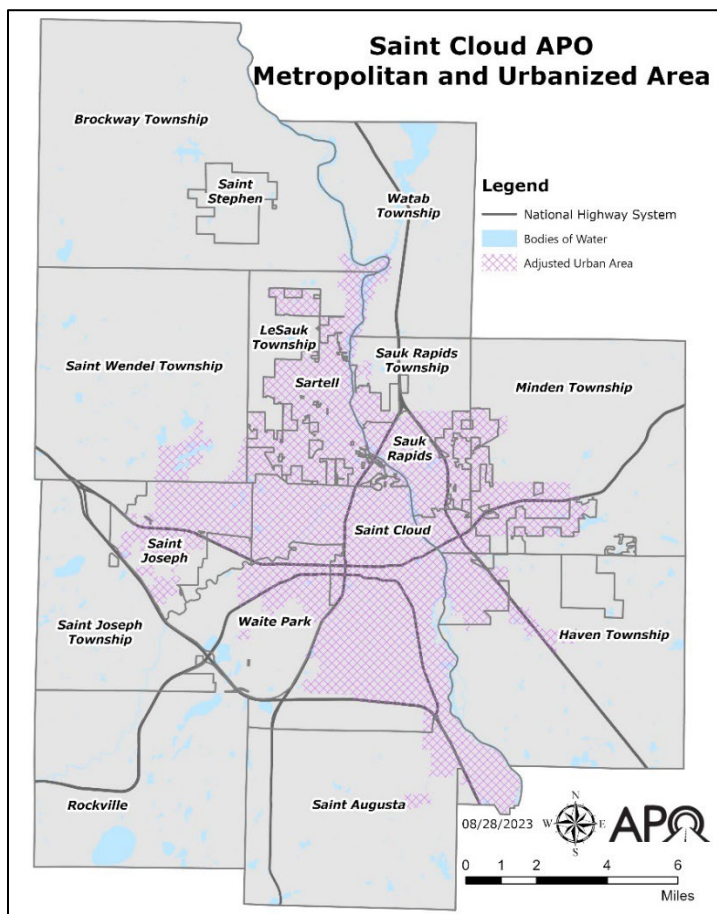 Saint Cloud APO
Metropolitan and Urbanized Area
Brockway Township
Saint
Stephen
Watab
Township
Legend
National Highway System
Bodies of Water
Adjusted Urban Area
LeSauk
Township
Saint Wendel Township
Sartell
Sauk Rapids
Township
Minden Township
Sauk
Rapids
Saint Cloud
Saint
Joseph
Saint Joseph
Township
Waite Park
Haven Township
Rockville
Saint Augusta
08/28/2023
N
W
E
S
APO
0 1 2 4 6
Miles